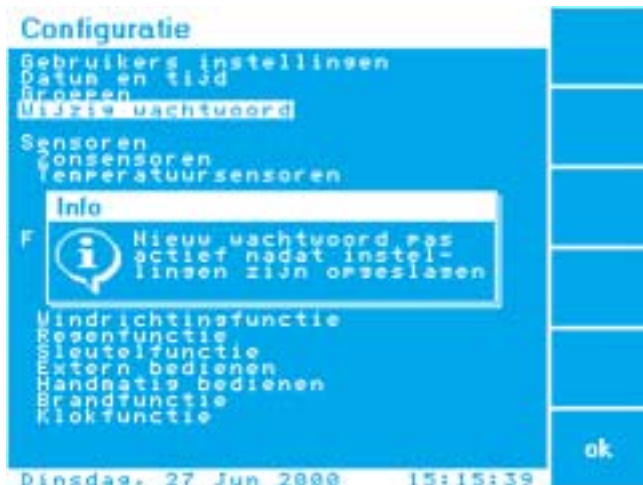 Configuratie
Gebruikers instellingen
Datum en tijd
Groepen
Wijzig wachtwoord
Sensoren
Zonsensoren
Temperatuursensoren
Info
F
Nieuw wachtwoord pas
actief nadat instel-
lingen zijn opgeslagen
Windrichtingfunctie
Regenfunctie
Sleutelfunctie
Extern bedienen
Handmatig bedienen
Brandfunctie
Klokfunctie
ok
Dinsdag, 27 Jun 2000 15:15:39